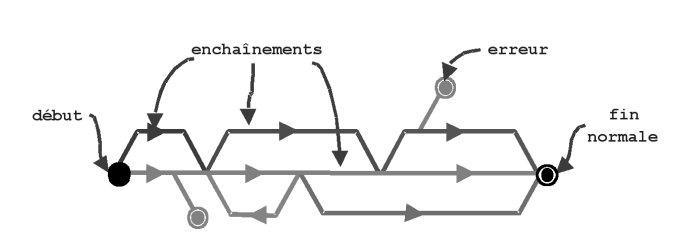 enchaînements
erreur
début
fin
normale